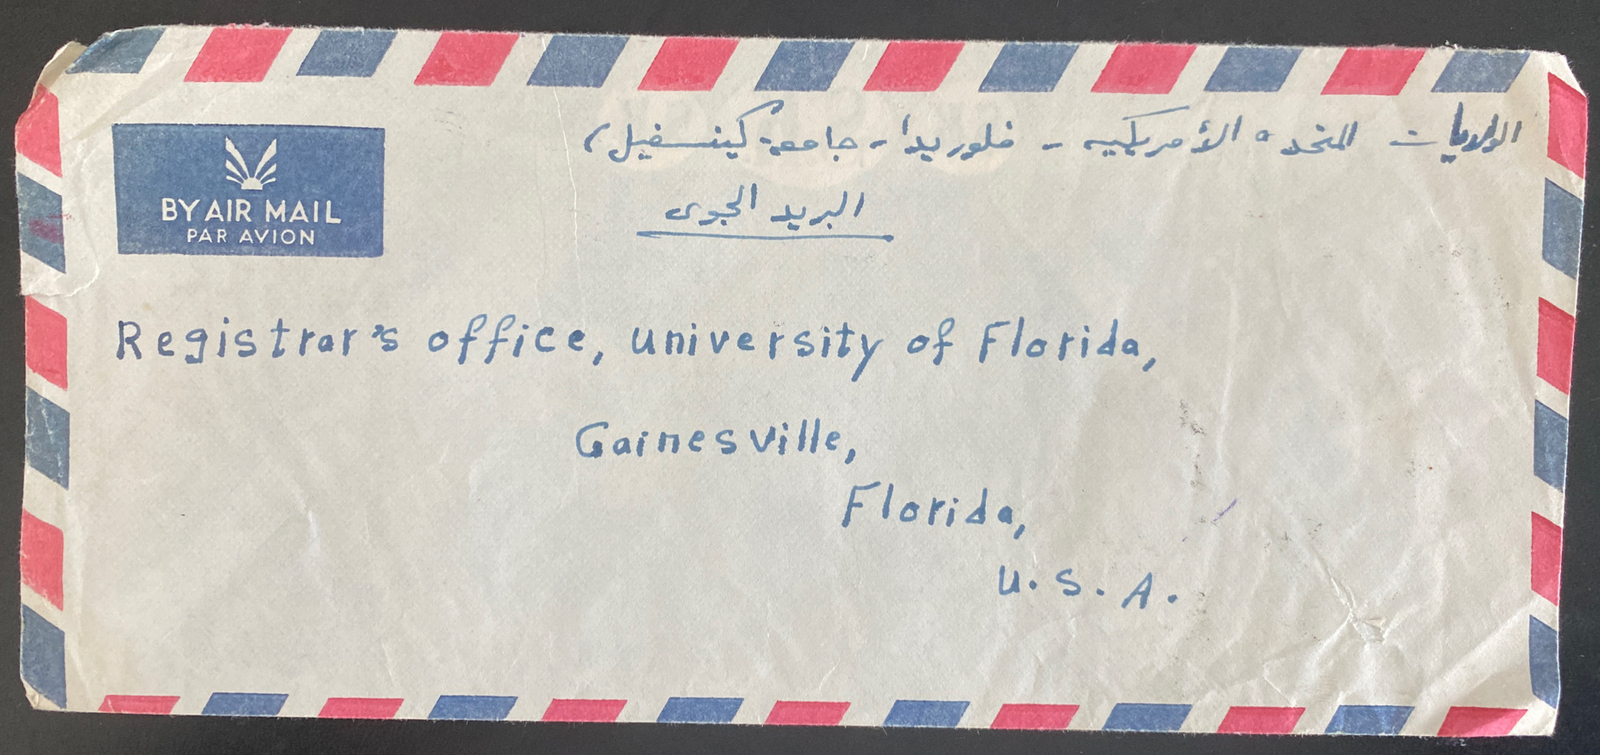 الولايات المتحده الأمريكيه - فلوريدا - جامعة كينسفيل /
البريد الجوى
BY AIR MAIL
PAR AVION
Registrar's office, university of Florida,
Gainesville,
Florida,
U.S.A.